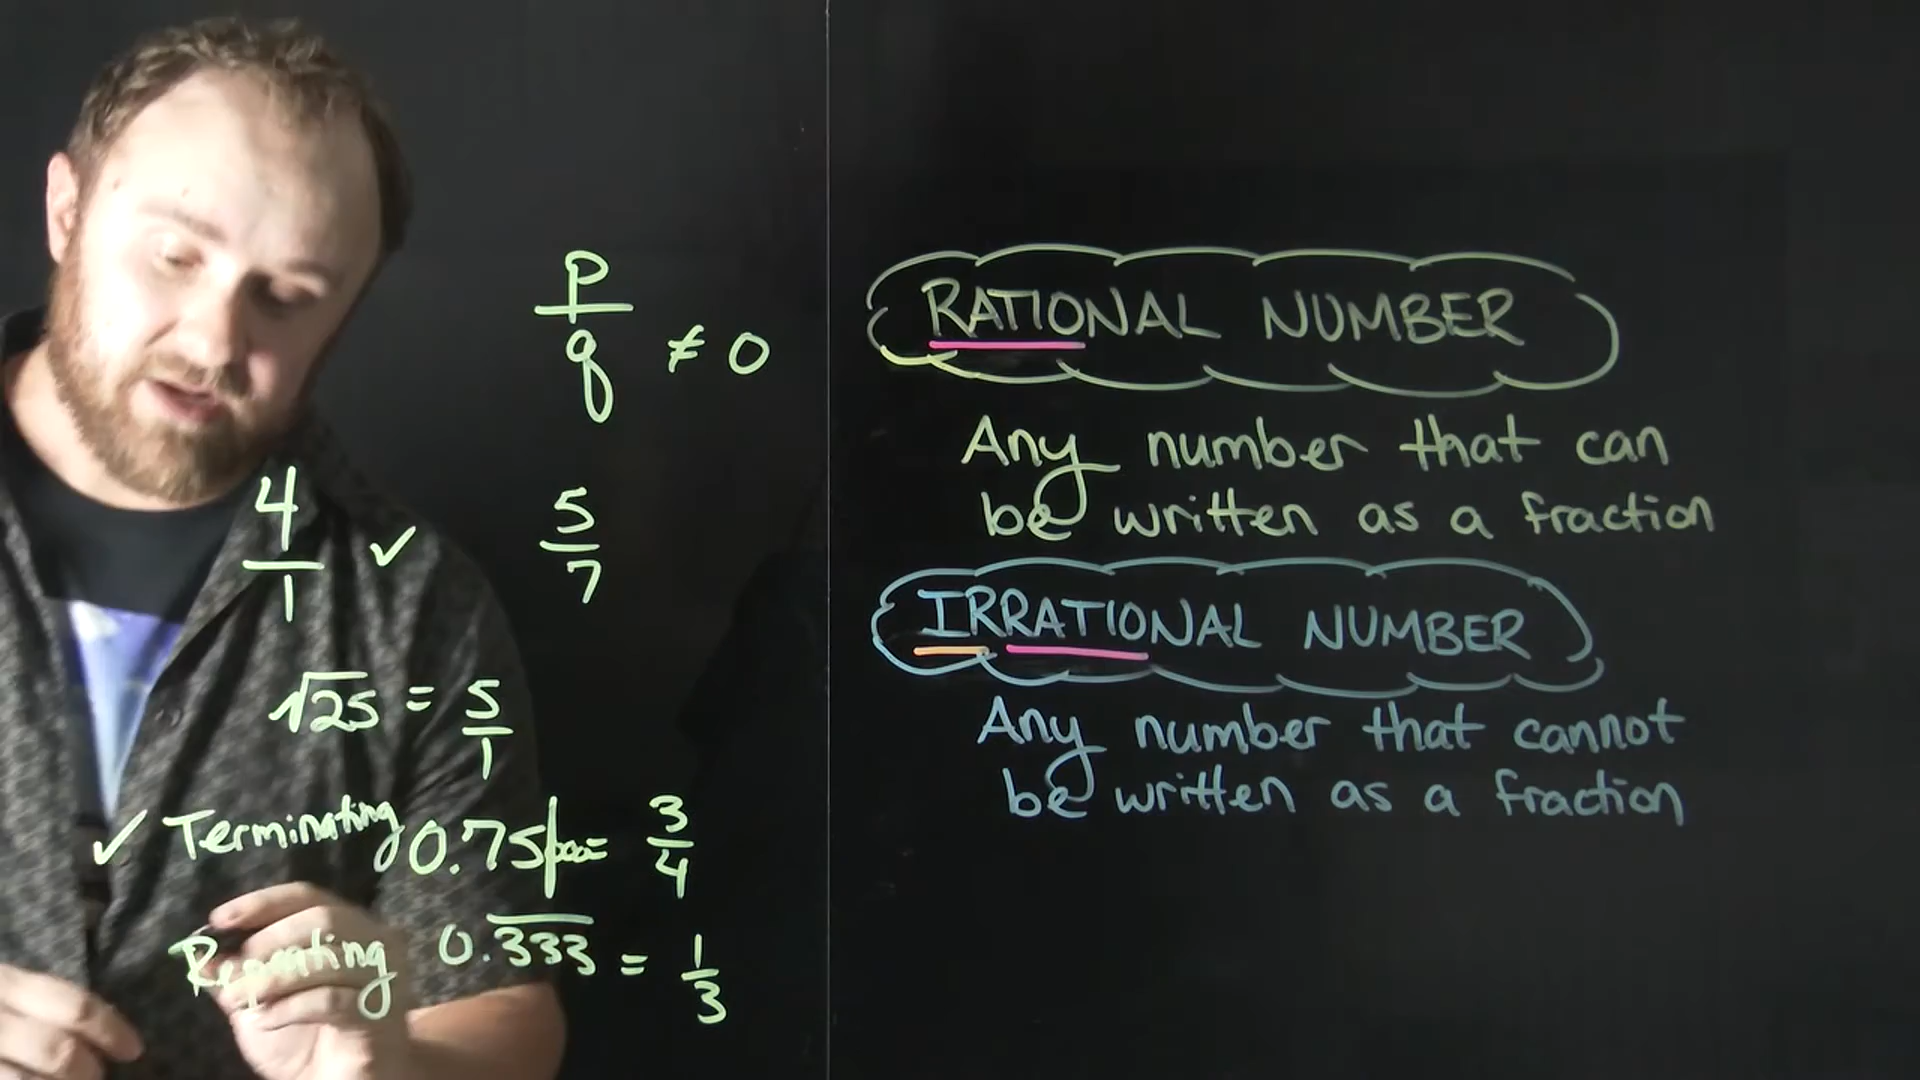 p
q ≠ 0
4
1 ✓
5
7
√25 = 5
1
✓ Terminating 0.75|000= 3
4
Repeating 0.333 = 1
3
RATIONAL NUMBER
Any number that can
be written as a fraction
IRRATIONAL NUMBER
Any number that cannot
be written as a fraction